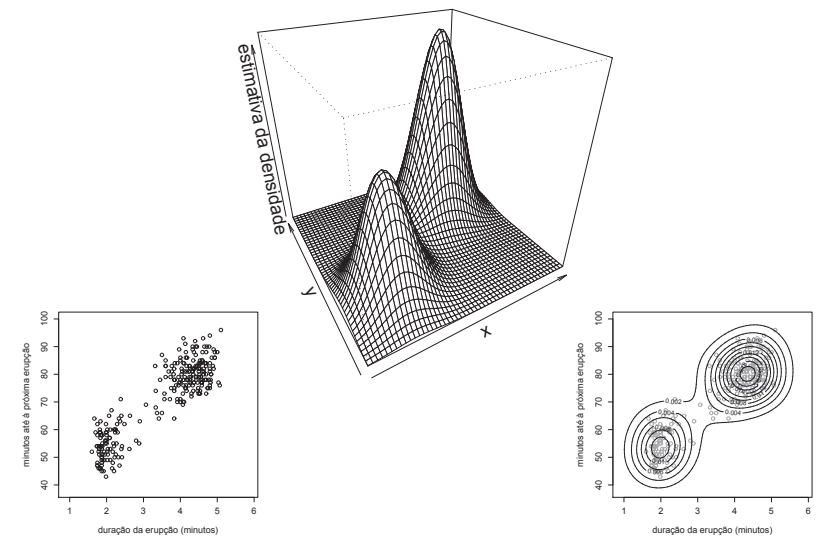 estimativa da densidade
y
x
100
90
80
70
60
50
40
minutos até à próxima erupção
1 2 3 4 5 6
duração da erupção (minutos)
100
90
80
70
60
50
40
minutos até à próxima erupção
0.002
0.004
0.002
0.004
1 2 3 4 5 6
duração da erupção (minutos)